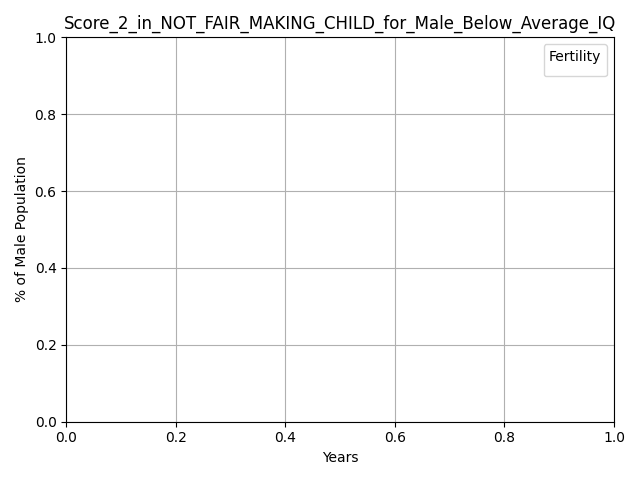 Score_2_in_NOT_FAIR_MAKING_CHILD_for_Male_Below_Average_IQ
Fertility
% of Male Population
1.0
0.8
0.6
0.4
0.2
0.0
0.0 0.2 0.4 0.6 0.8 1.0
Years